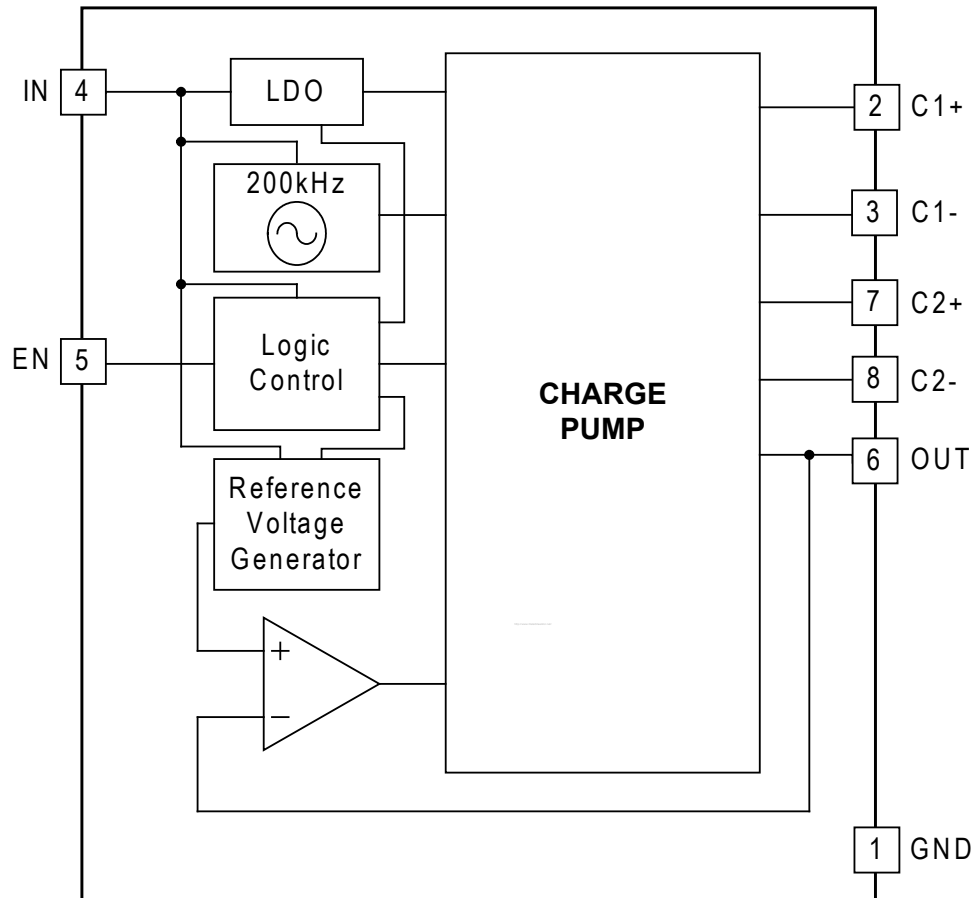 IN 4
LDO
2 C1+
200kHz
3 C1-
7 C2+
EN 5
Logic
Control
8 C2-
CHARGE
PUMP
6 OUT
Reference
Voltage
Generator
+
−
1 GND